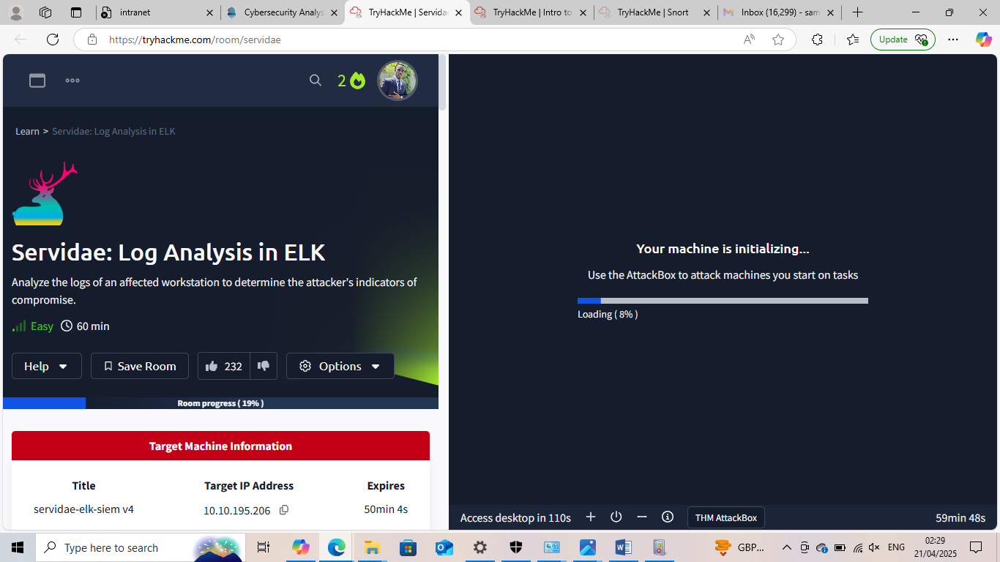 intranet
Cybersecurity Analys
TryHackMe | Servidae
TryHackMe | Intro to
TryHackMe | Snort
Inbox (16,299) - sam
https://tryhackme.com/room/servidae
Update
2
Learn > Servidae: Log Analysis in ELK
Servidae: Log Analysis in ELK
Analyze the logs of an affected workstation to determine the attacker's indicators of
compromise.
Easy 60 min
Help Save Room 232 Options
Room progress ( 19% )
Target Machine Information
Title Target IP Address Expires
servidae-elk-siem v4 10.10.195.206 50min 4s
Your machine is initializing...
Use the AttackBox to attack machines you start on tasks
Loading ( 8% )
Access desktop in 110s THM AttackBox 59min 48s
Type here to search
GBP...
ENG
02:29
21/04/2025